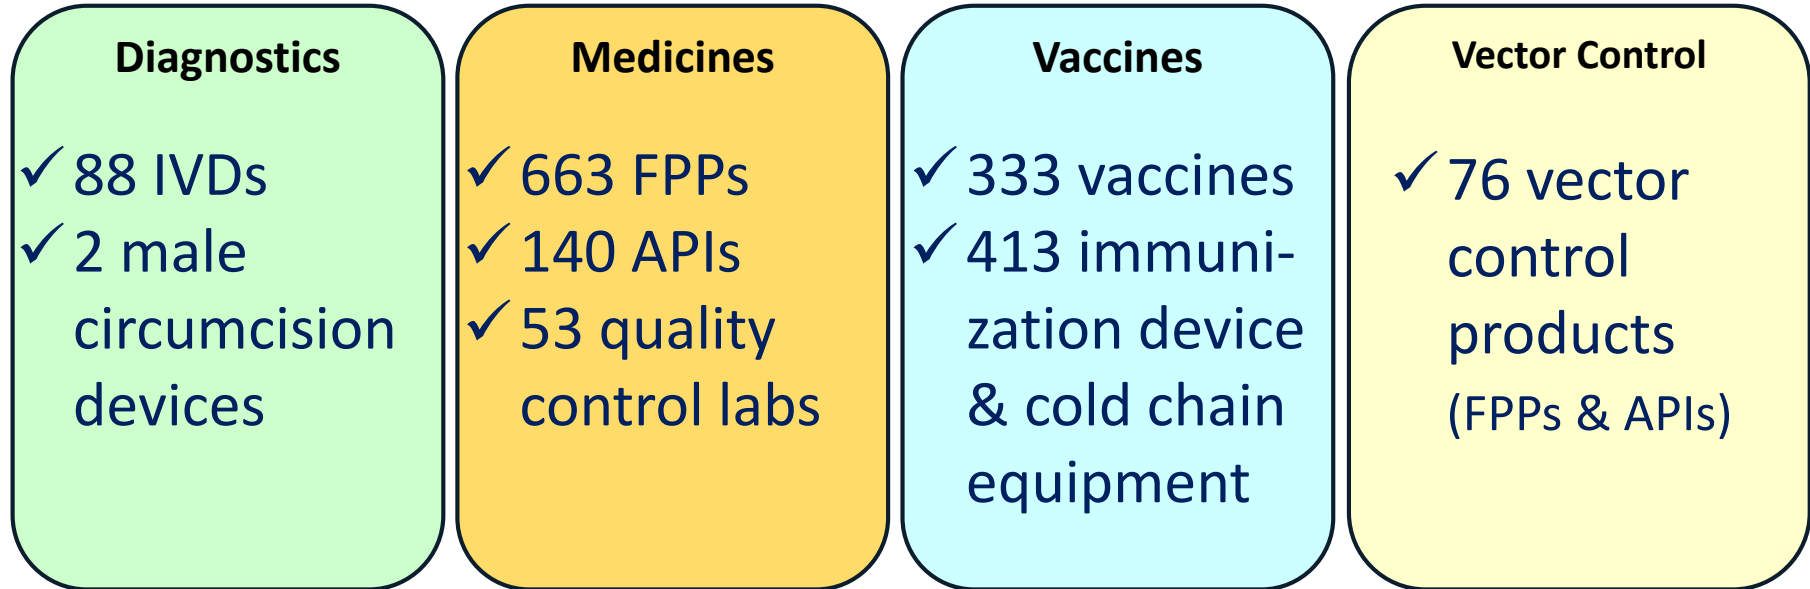 Diagnostics
✓ 88 IVDs
✓ 2 male
circumcision
devices
Medicines
✓ 663 FPPs
✓ 140 APIs
✓ 53 quality
control labs
Vaccines
✓ 333 vaccines
✓ 413 immuni-
zation device
& cold chain
equipment
Vector Control
✓ 76 vector
control
products
(FPPs & APIs)